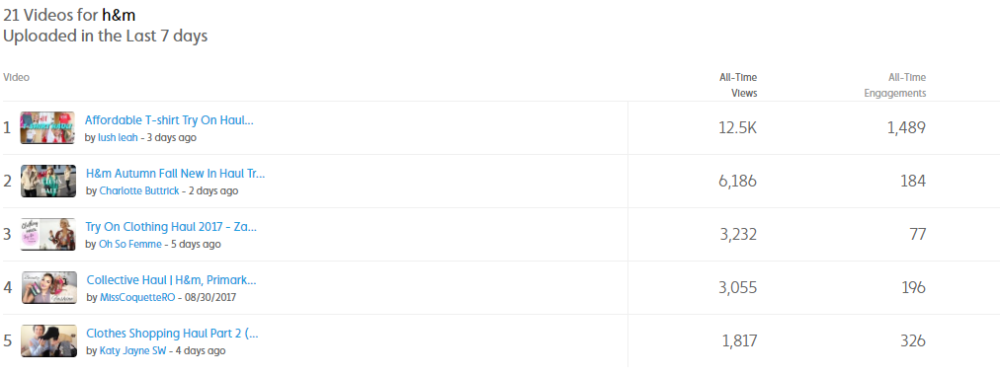 21 Videos for h&m
Uploaded in the Last 7 days
Video
All-Time
Views
All-Time
Engagements
1
Affordable T-shirt Try On Haul...
by lush leah - 3 days ago
12.5K
1,489
2
H&m Autumn Fall New In Haul Tr...
by Charlotte Buttrick - 2 days ago
6,186
184
3
Try On Clothing Haul 2017 - Za...
by Oh So Femme - 5 days ago
3,232
77
4
Collective Haul | H&m, Primark...
by MissCoquetteRO - 08/30/2017
3,055
196
5
Clothes Shopping Haul Part 2 (...
by Katy Jayne SW - 4 days ago
1,817
326